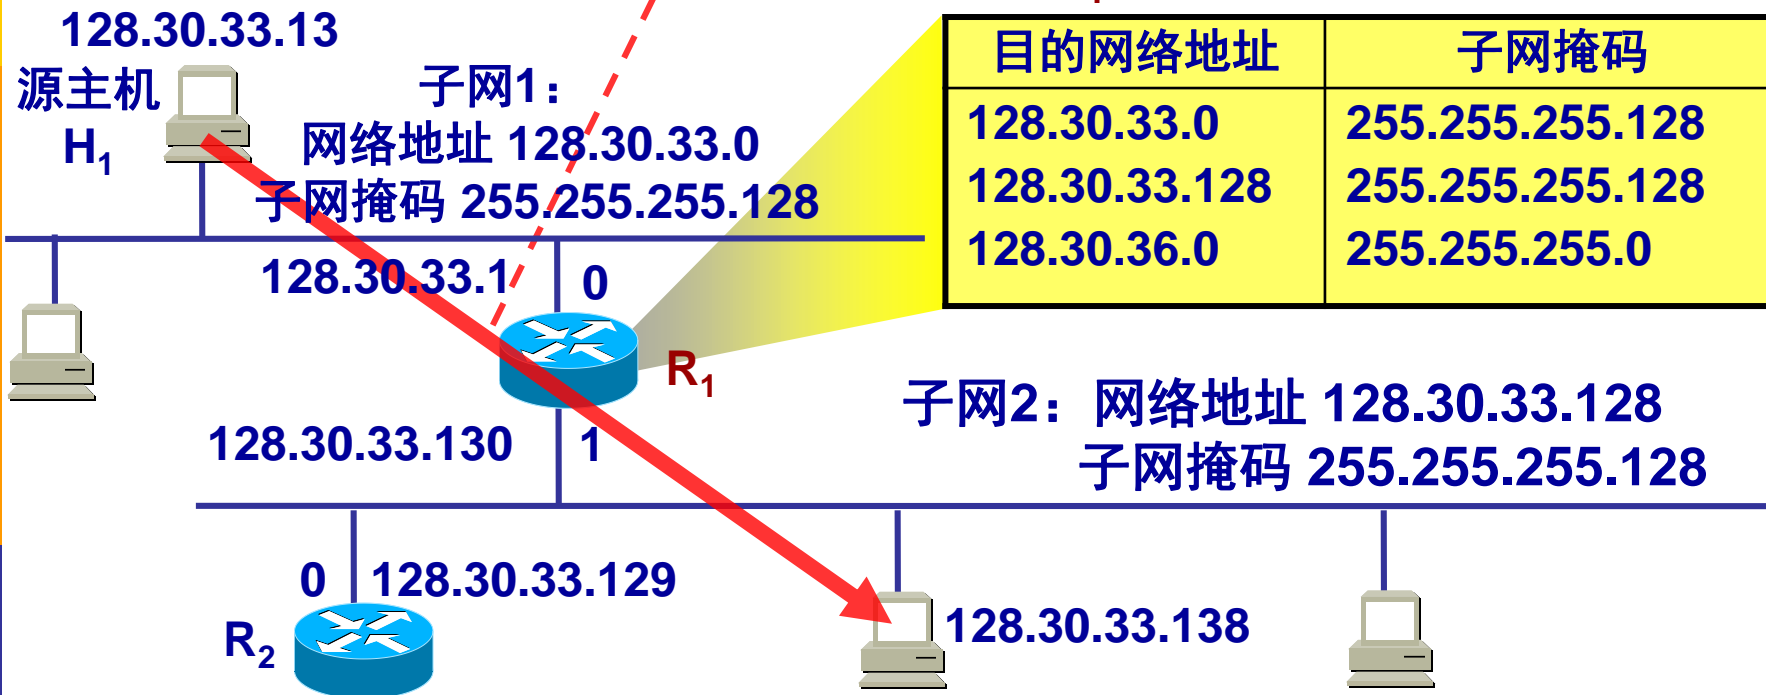 128.30.33.13
源主机
H1
子网1：
网络地址 128.30.33.0
子网掩码 255.255.255.128
目的网络地址 子网掩码
128.30.33.0 255.255.255.128
128.30.33.128 255.255.255.128
128.30.36.0 255.255.255.0
128.30.33.1 0
R1
128.30.33.130 1
子网2：网络地址 128.30.33.128
子网掩码 255.255.255.128
0 128.30.33.129
R2
128.30.33.138